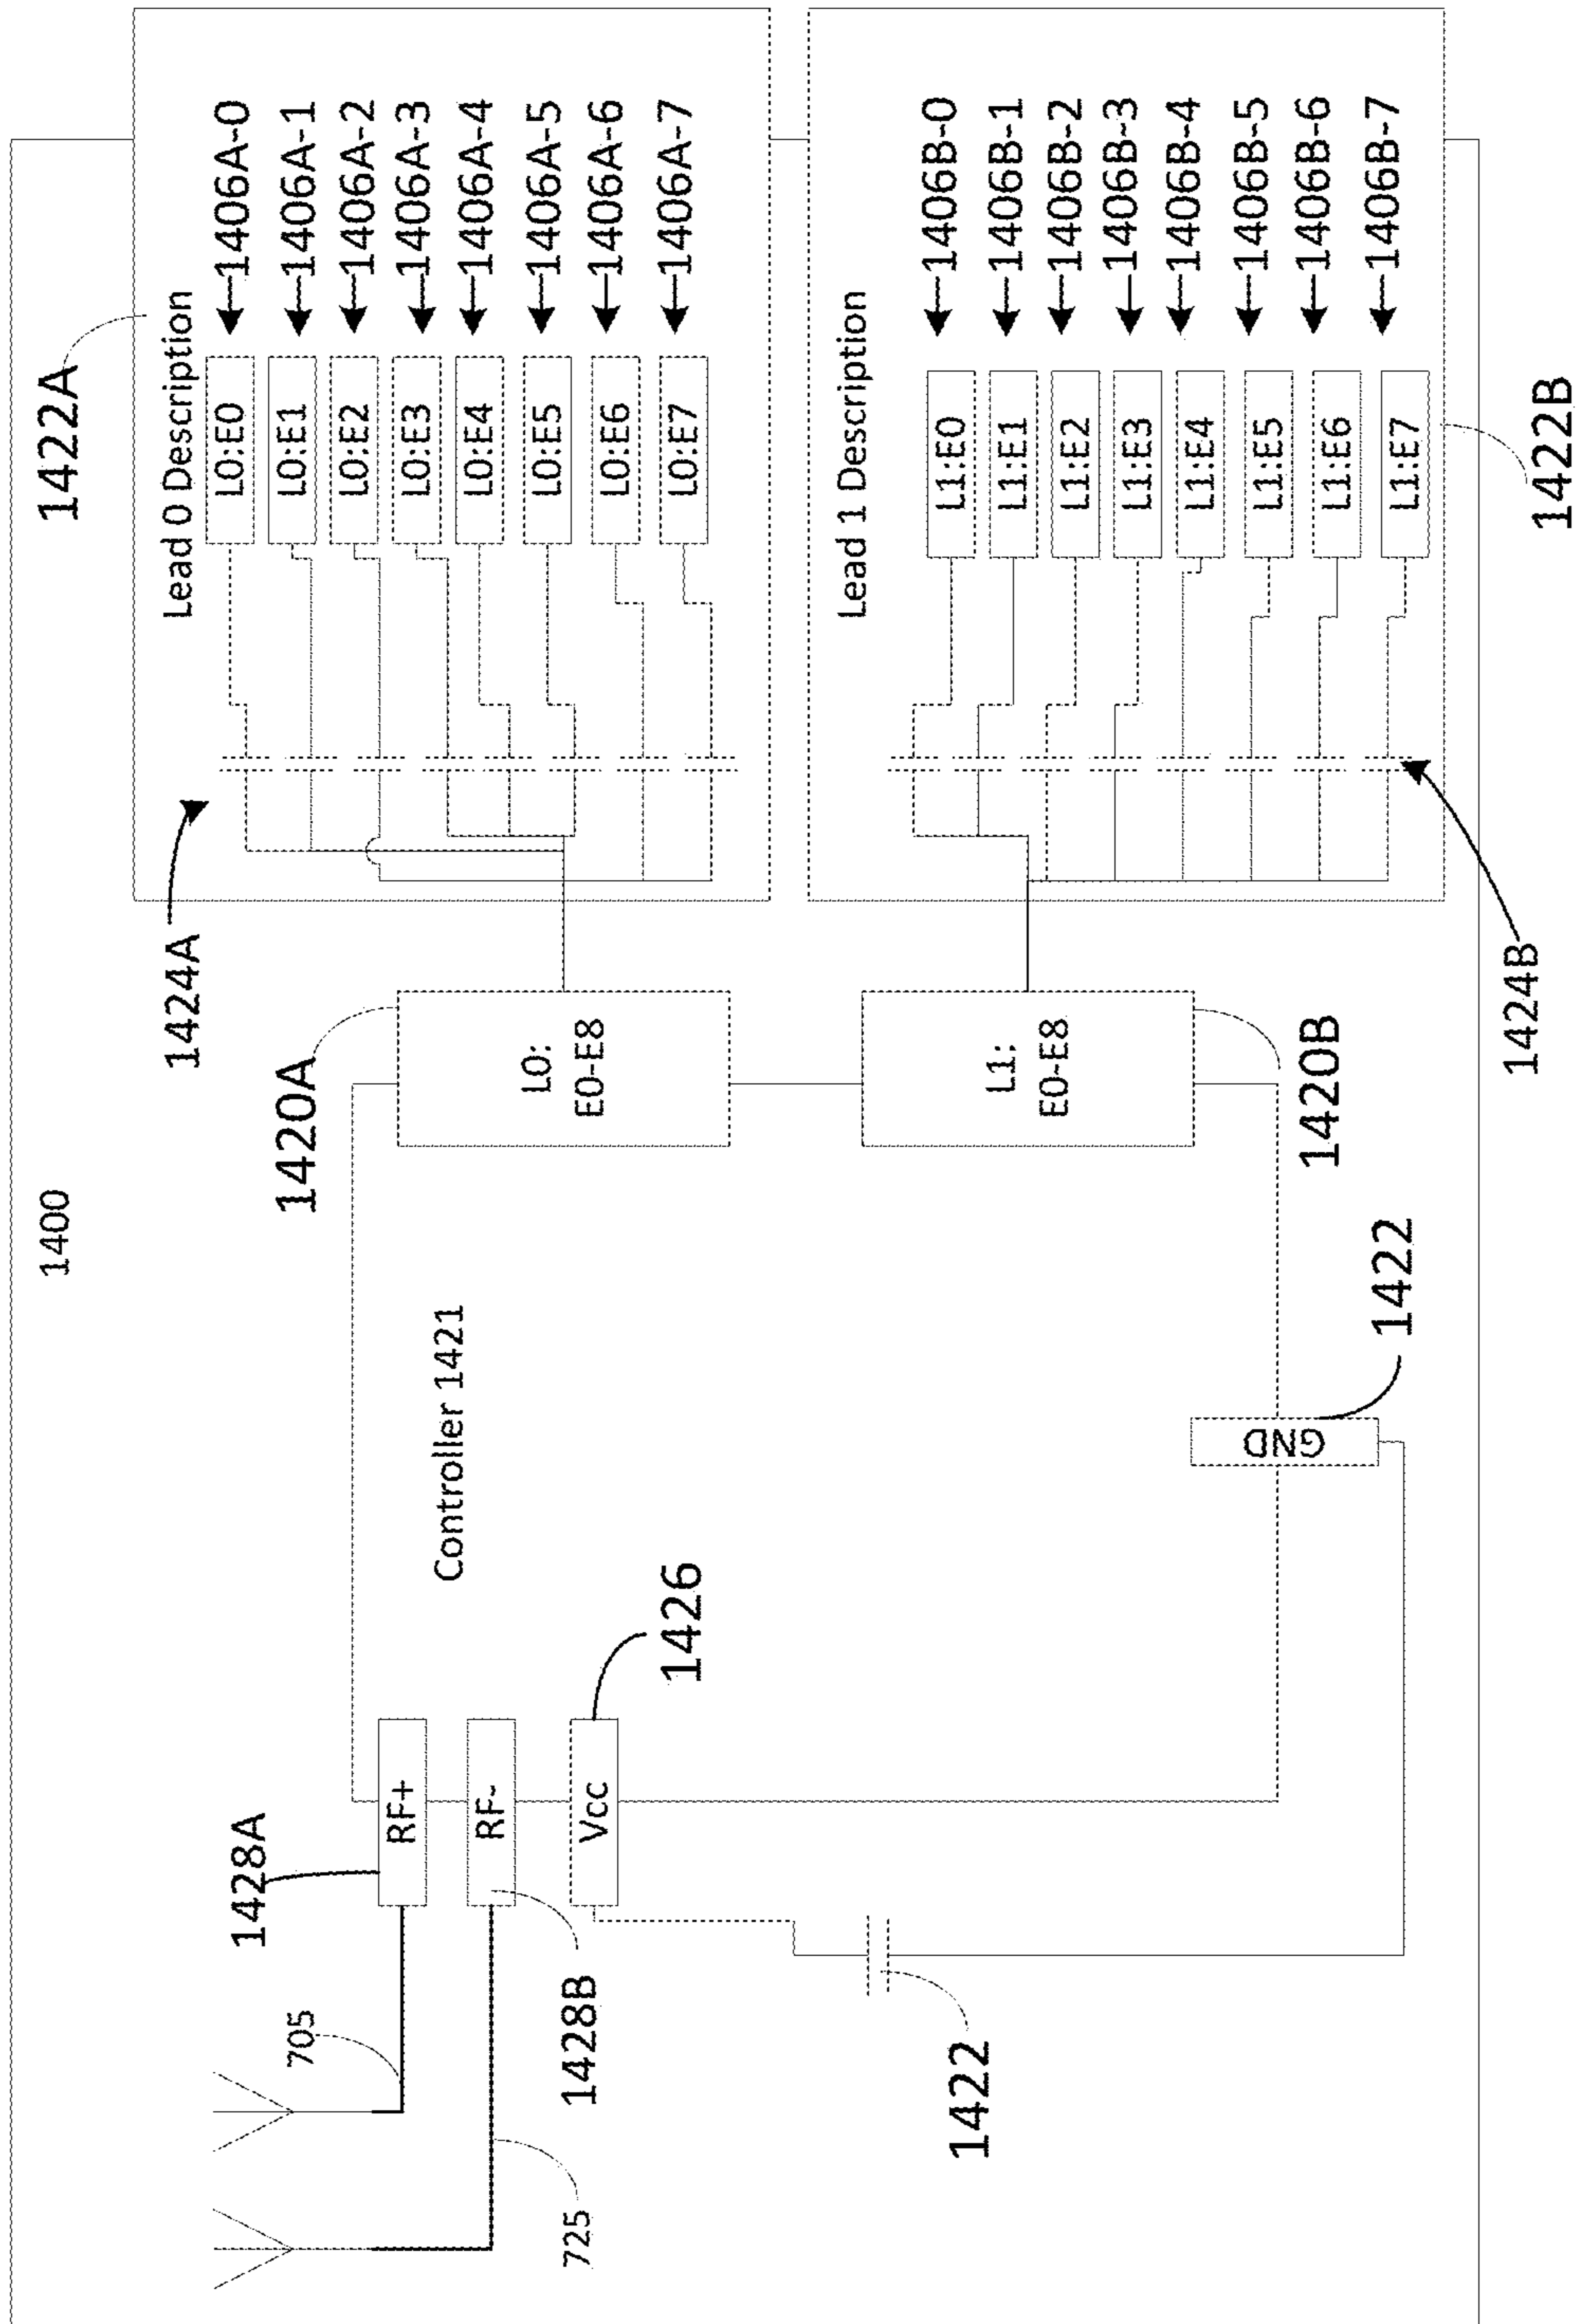 1400
1422A
Lead 0 Description
L0:E0
1406A-0
L0:E1
1406A-1
L0:E2
1406A-2
L0:E3
1406A-3
L0:E4
1406A-4
L0:E5
1406A-5
L0:E6
1406A-6
L0:E7
1406A-7
1424A
1420A
L0:
E0-E8
705
1428A
RF+
725
1428B
RF-
Vcc
1426
Controller 1421
1422
GND
1422
L1:
E0-E8
1420B
Lead 1 Description
L1:E0
1406B-0
L1:E1
1406B-1
L1:E2
1406B-2
L1:E3
1406B-3
L1:E4
1406B-4
L1:E5
1406B-5
L1:E6
1406B-6
L1:E7
1406B-7
1424B
1422B